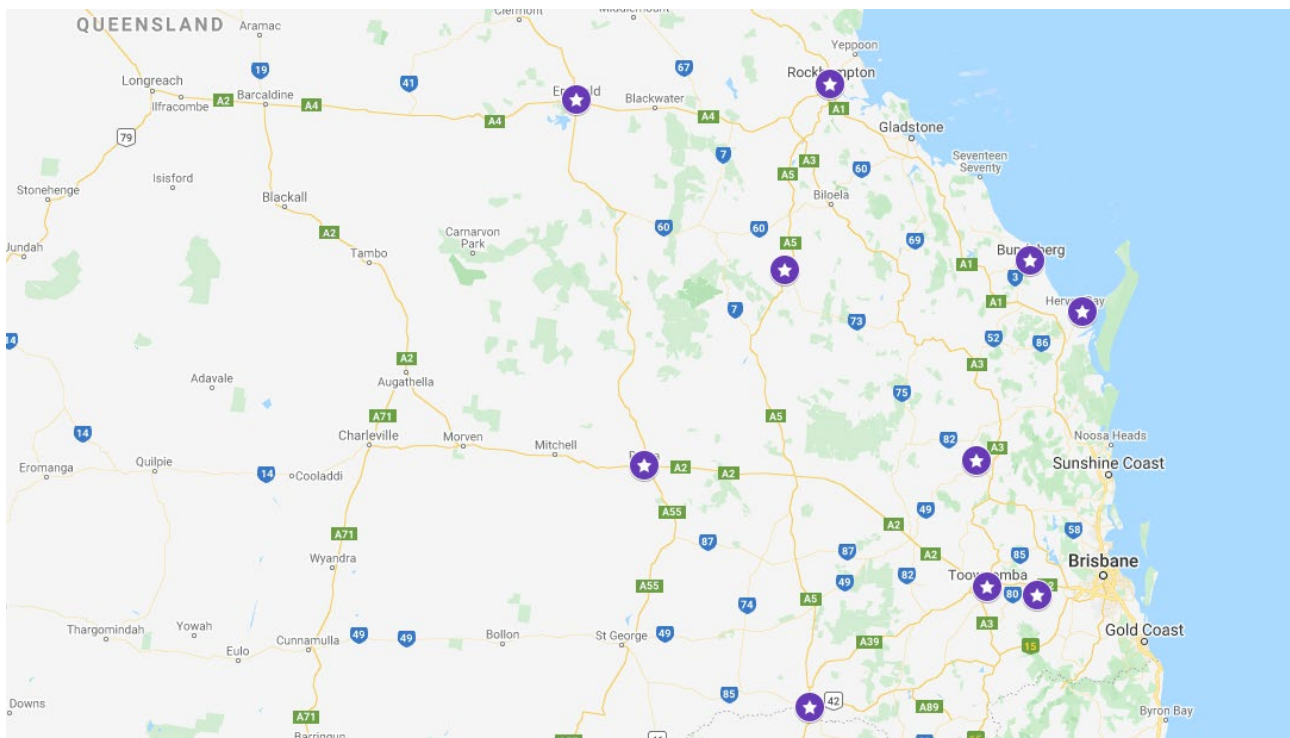 Clermont
Middlemount
QUEENSLAND
Aramac
Yeppoon
19
41
67
Longreach
Ilfracombe
A2
Barcaldine
A4
A4
Blackwater
A4
A1
Gladstone
79
7
A3
60
A5
Seventeen
Seventy
Stonehenge
Isisford
Blackall
Biloela
A2
60
60
Carnarvon
Park
69
A5
Jundah
Tambo
A1
3
A1
7
73
14
52
86
A2
A3
Adavale
Augathella
75
A71
A5
14
Charleville
Morven
Mitchell
82
A3
Noosa Heads
Eromanga
Quilpie
14
Cooladdi
A2
A2
Sunshine Coast
A55
49
A2
58
A71
87
87
A2
85
Brisbane
Wyandra
82
49
80
A55
A5
74
A3
Thargomindah
Yowah
49
49
Bollon
St George
49
A39
15
Gold Coast
Cunnamulla
Eulo
85
42
A89
Downs
A71
Byron Bay